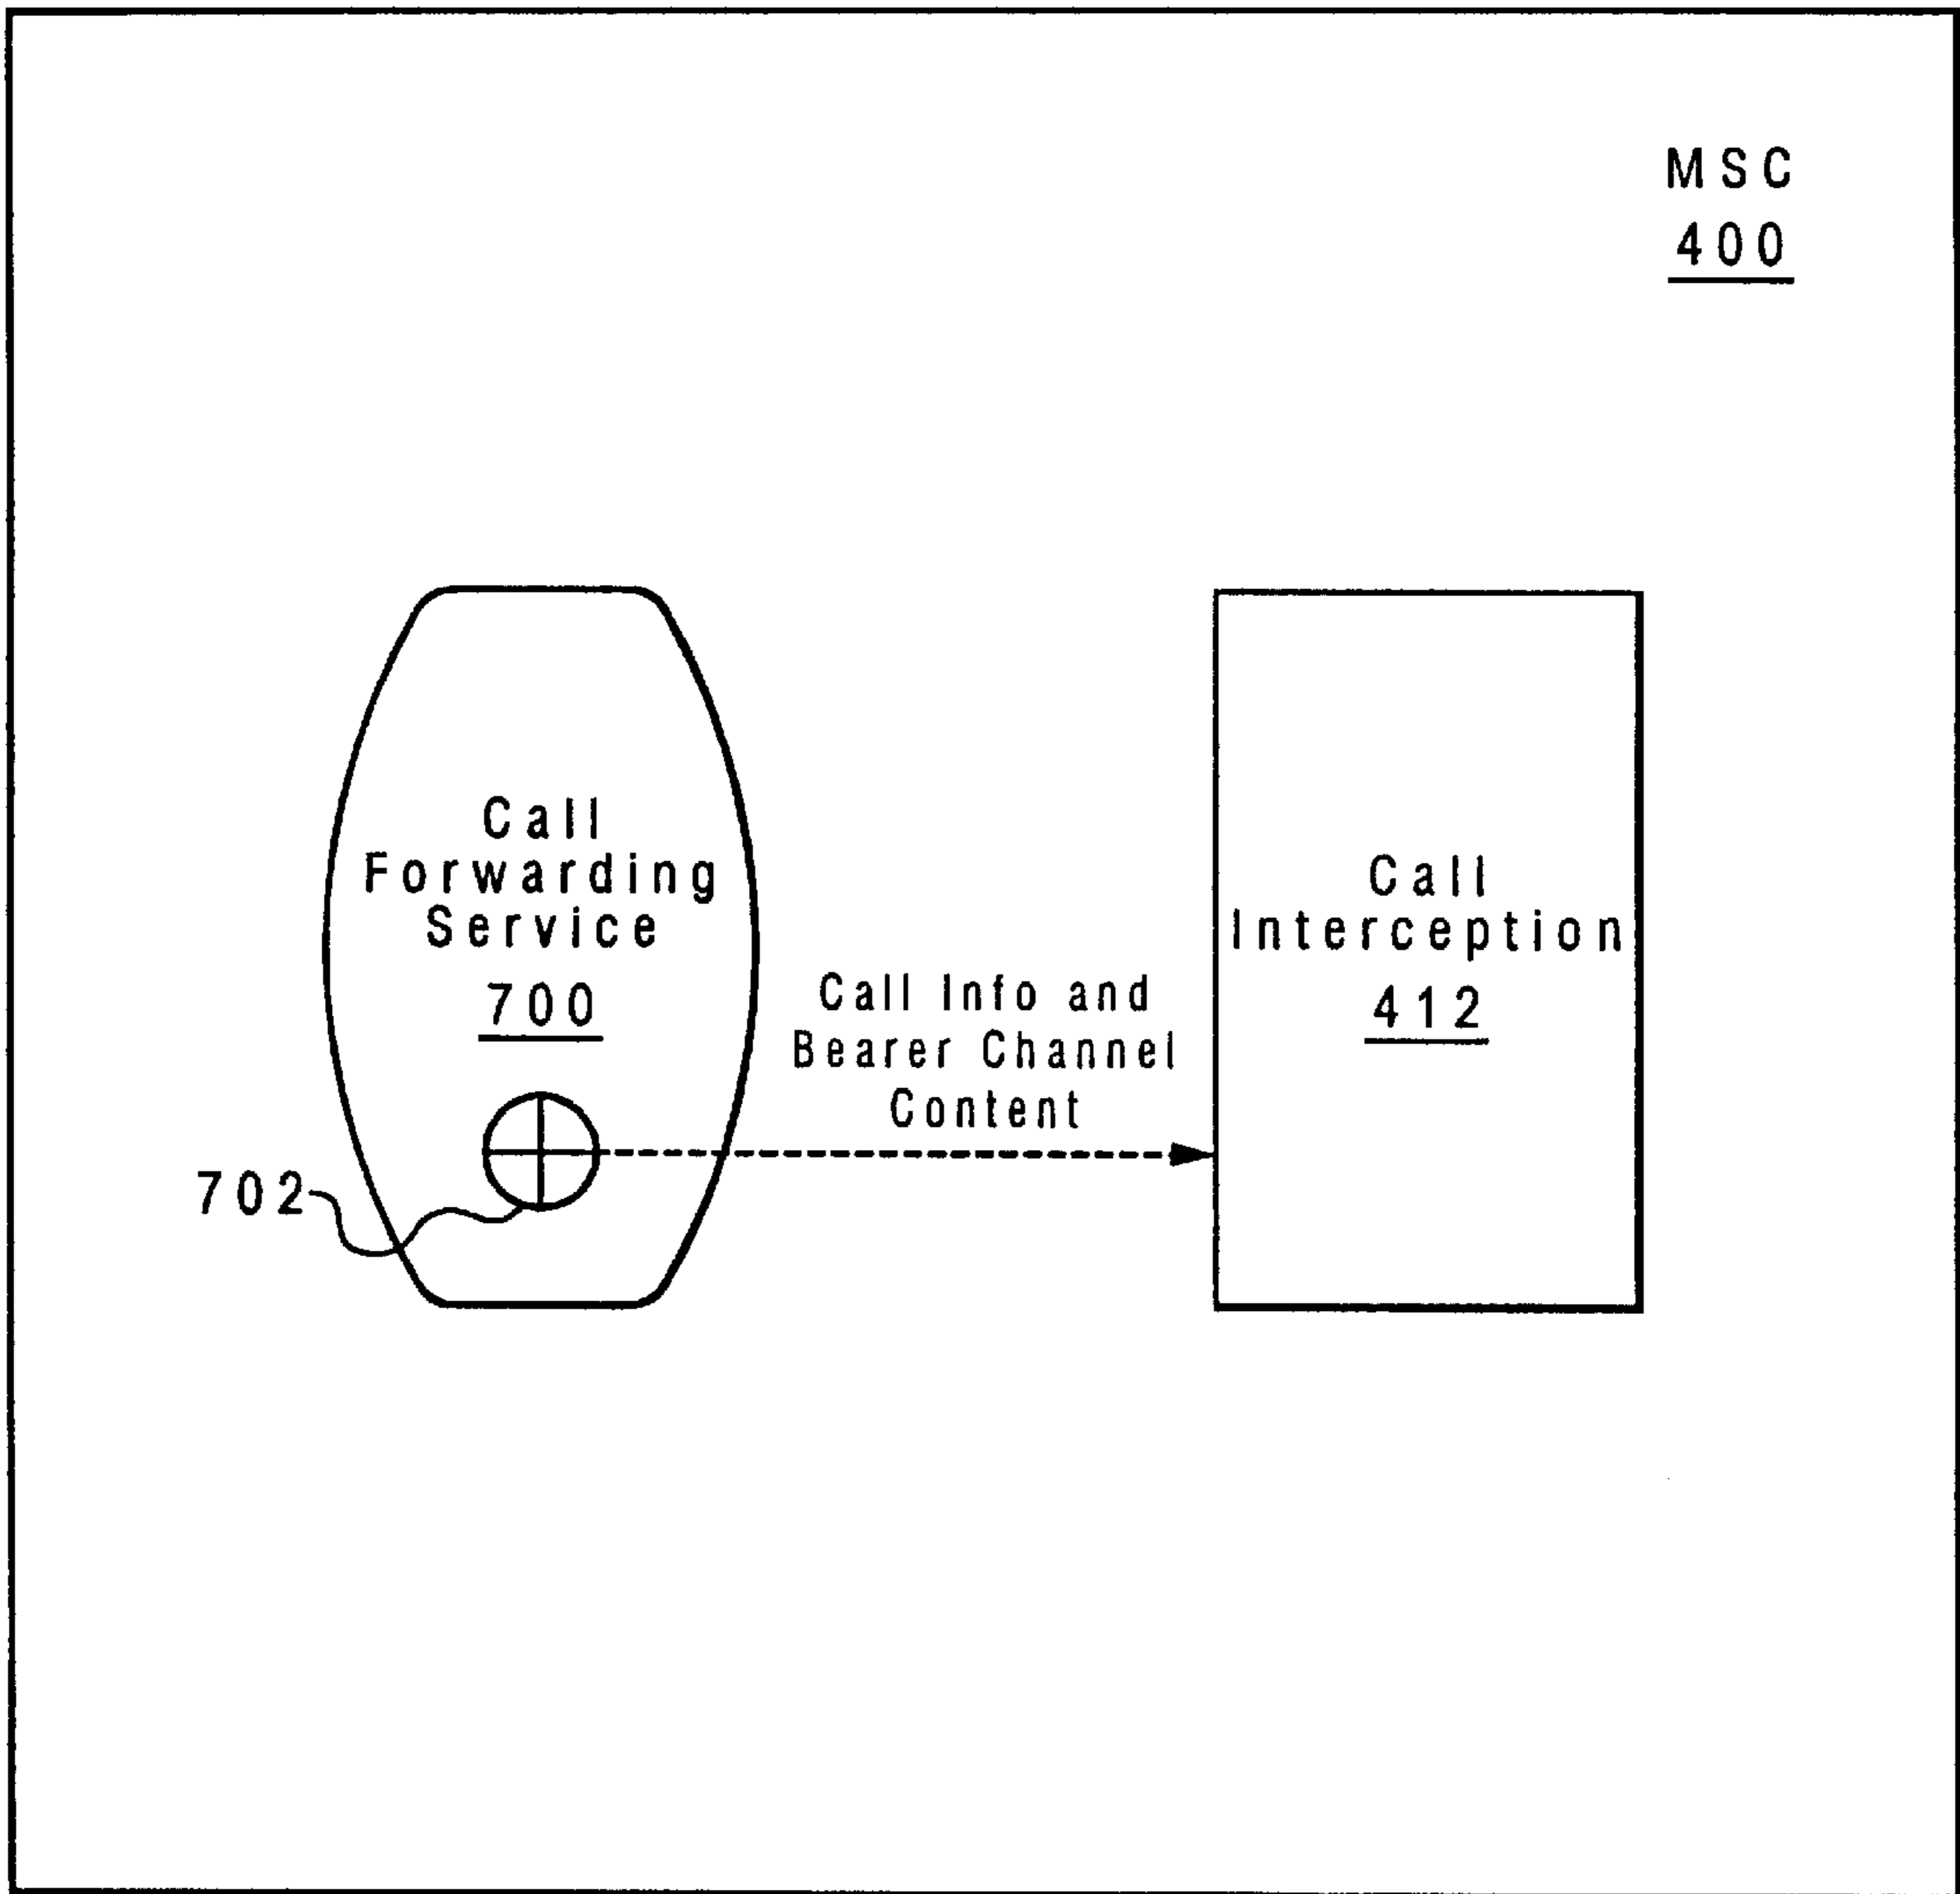 MSC
400
Call
Forwarding
Service
700
Call Info and
Bearer Channel
Content
Call
Interception
412
702